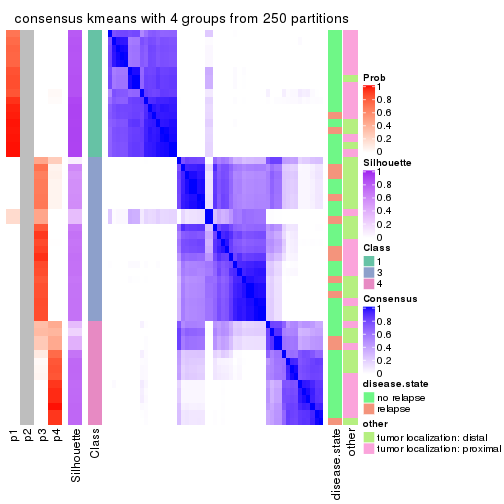 consensus kmeans with 4 groups from 250 partitions
Prob
1
0.8
0.6
0.4
0.2
0
Silhouette
1
0.8
0.6
0.4
0.2
0
Class
1
3
4
Consensus
1
0.8
0.6
0.4
0.2
0
disease.state
no relapse
relapse
other
tumor localization: distal
tumor localization: proximal
p1
p2
p3
p4
Silhouette
Class
disease.state
other